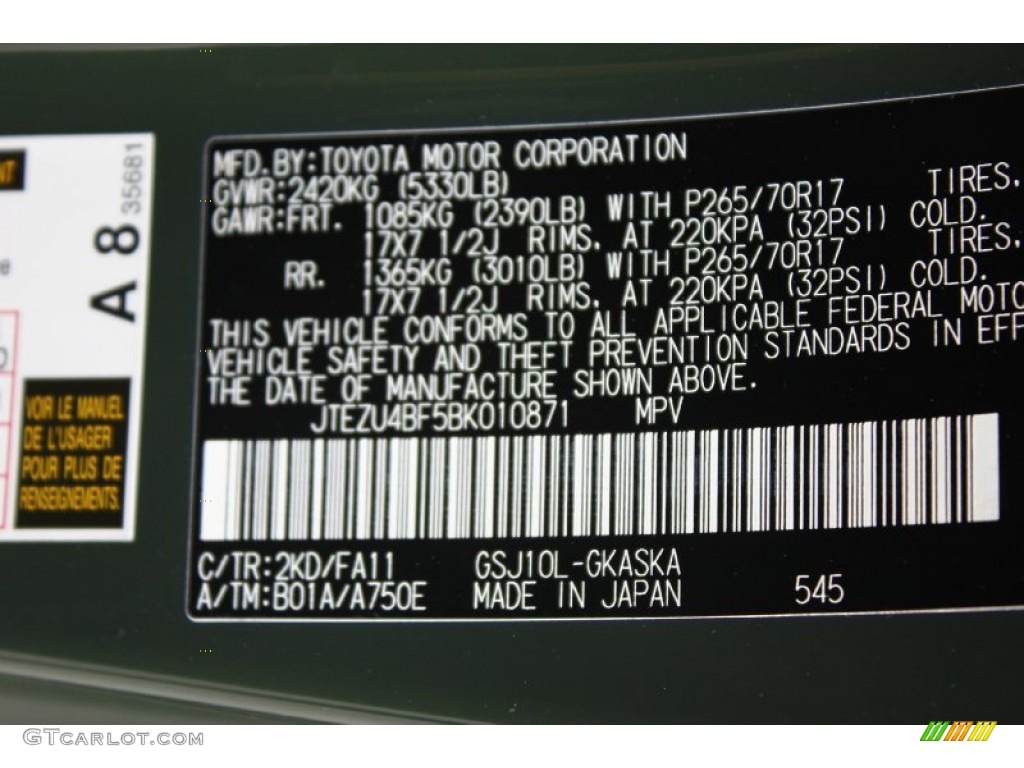 A 8
35681
VOIR LE MANUEL
DE L'USAGER
POUR PLUS DE
RENSEIGNEMENTS.
MFD.BY:TOYOTA MOTOR CORPORATION
GVWR:2420KG (5330LB)
GAWR:FRT. 1085KG (2390LB) WITH P265/70R17 TIRES,
17X7 1/2J RIMS, AT 220KPA (32PSI) COLD.
RR. 1365KG (3010LB) WITH P265/70R17 TIRES,
17X7 1/2J RIMS, AT 220KPA (32PSI) COLD.
THIS VEHICLE CONFORMS TO ALL APPLICABLE FEDERAL MOTO
VEHICLE SAFETY AND THEFT PREVENTION STANDARDS IN EFF
THE DATE OF MANUFACTURE SHOWN ABOVE.
JTEZU4BF5BK010871 MPV
C/TR:2KD/FA11 GSJ10L-GKASKA
A/TM:B01A/A750E MADE IN JAPAN 545
GTCARLOT.COM